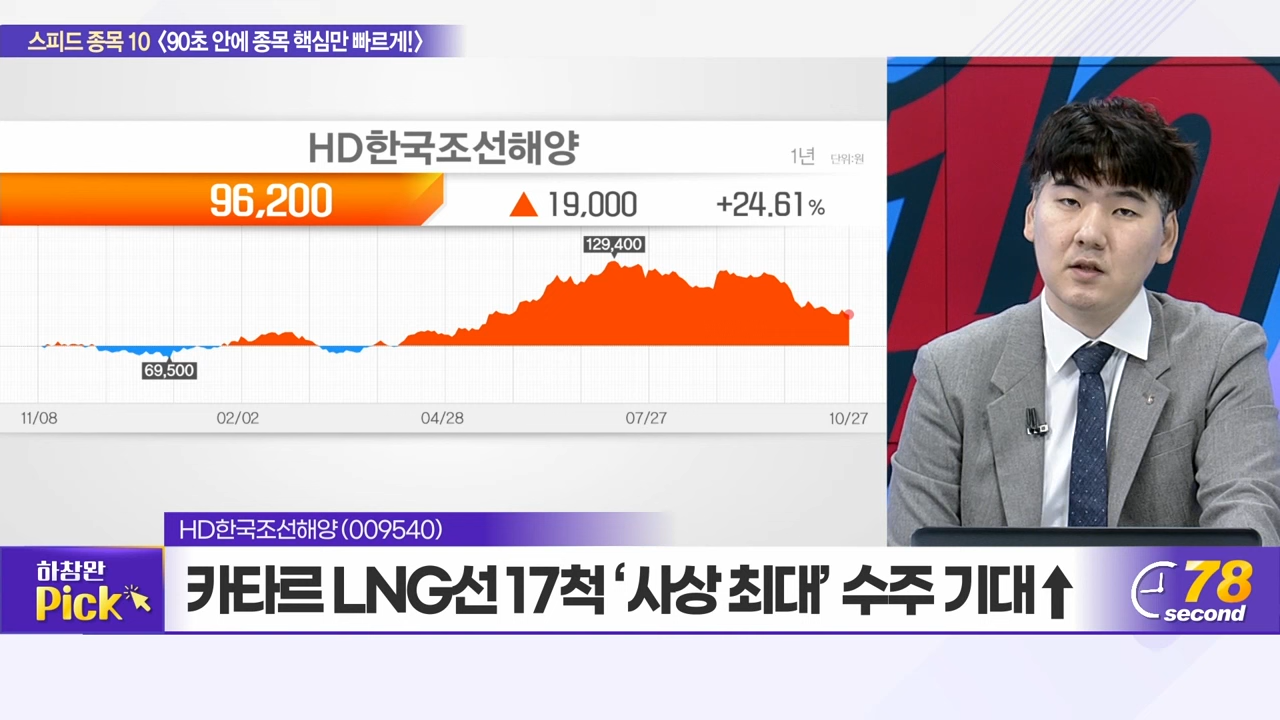 스피드 종목 10 〈90초 안에 종목 핵심만 빠르게!〉
HD한국조선해양
1년 단위:원
96,200 ▲ 19,000 +24.61%
129,400
69,500
11/08 02/02 04/28 07/27 10/27
HD한국조선해양(009540)
하창완
Pick
카타르 LNG선 17척 ‘사상 최대’ 수주 기대↑
78
second